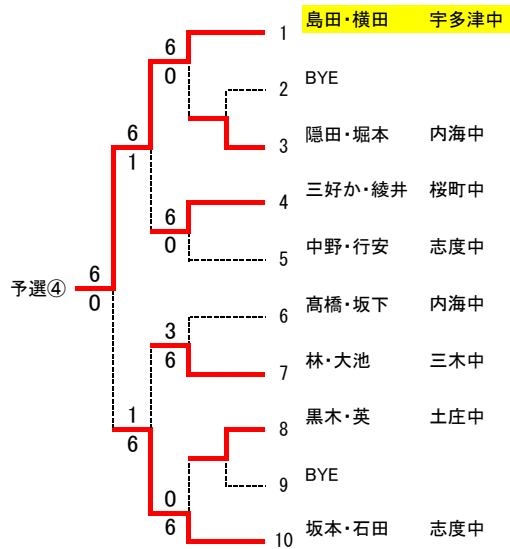 島田・横田 宇多津中
1
6
0
2 BYE
6
1
3 隠田・堀本 内海中
4 三好か・綾井 桜町中
6
0
5 中野・行安 志度中
予選④
6
0
6 髙橋・坂下 内海中
3
6
7 林・大池 三木中
8 黒木・英 土庄中
1
6
9 BYE
0
6
10 坂本・石田 志度中